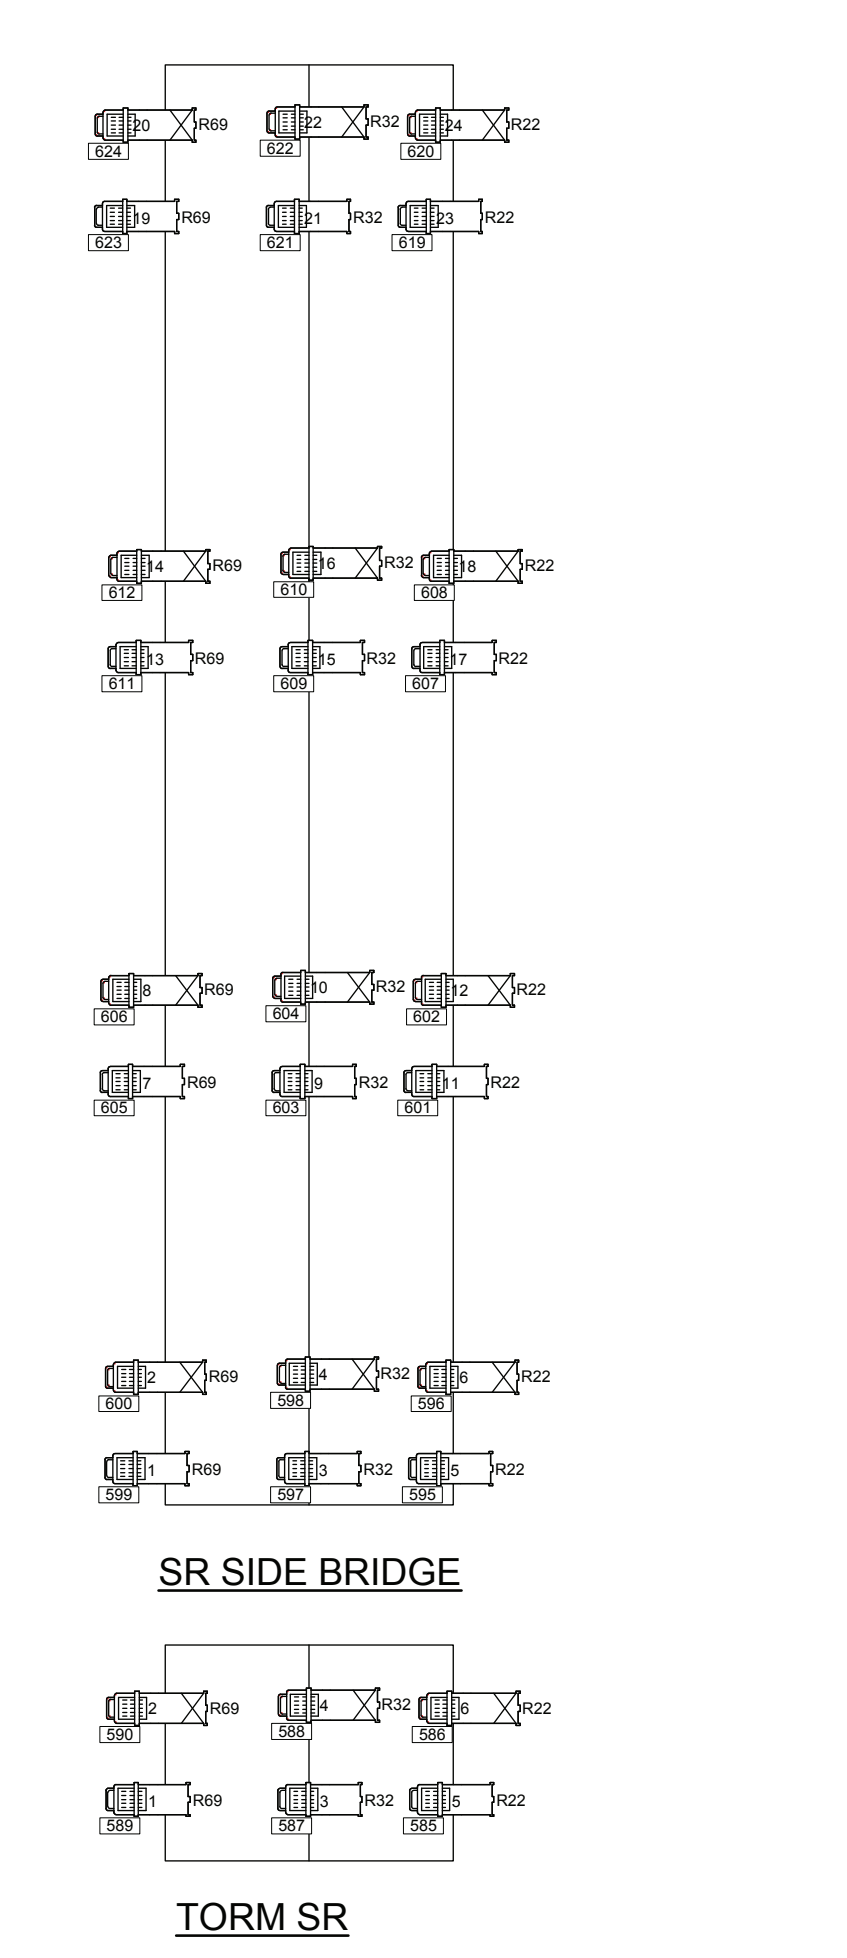 20 R69 22 R32 24 R22
624 622 620
19 R69 21 R32 23 R22
623 621 619
14 R69 16 R32 18 R22
612 610 608
13 R69 15 R32 17 R22
611 609 607
8 R69 10 R32 12 R22
606 604 602
7 R69 9 R32 11 R22
605 603 601
2 R69 4 R32 6 R22
600 598 596
1 R69 3 R32 5 R22
599 597 595
SR SIDE BRIDGE
2 R69 4 R32 6 R22
590 588 586
1 R69 3 R32 5 R22
589 587 585
TORM SR